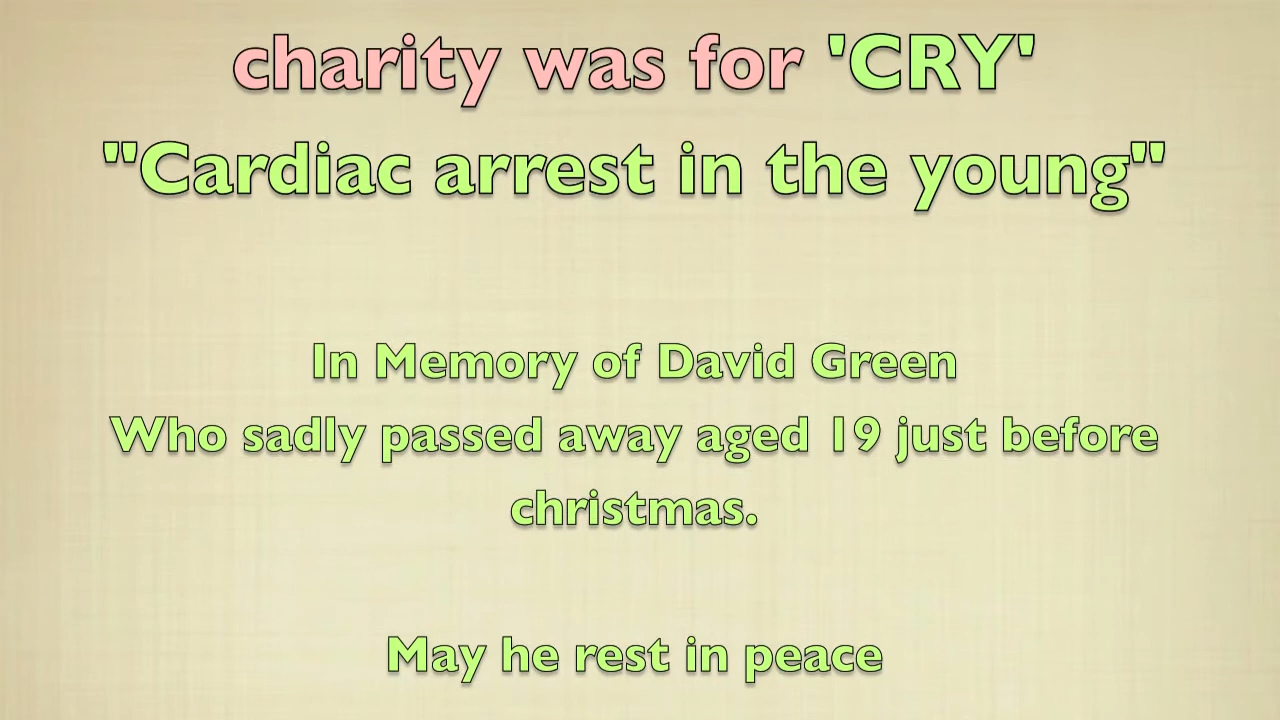 charity was for 'CRY'
"Cardiac arrest in the young"
In Memory of David Green
Who sadly passed away aged 19 just before
christmas.
May he rest in peace